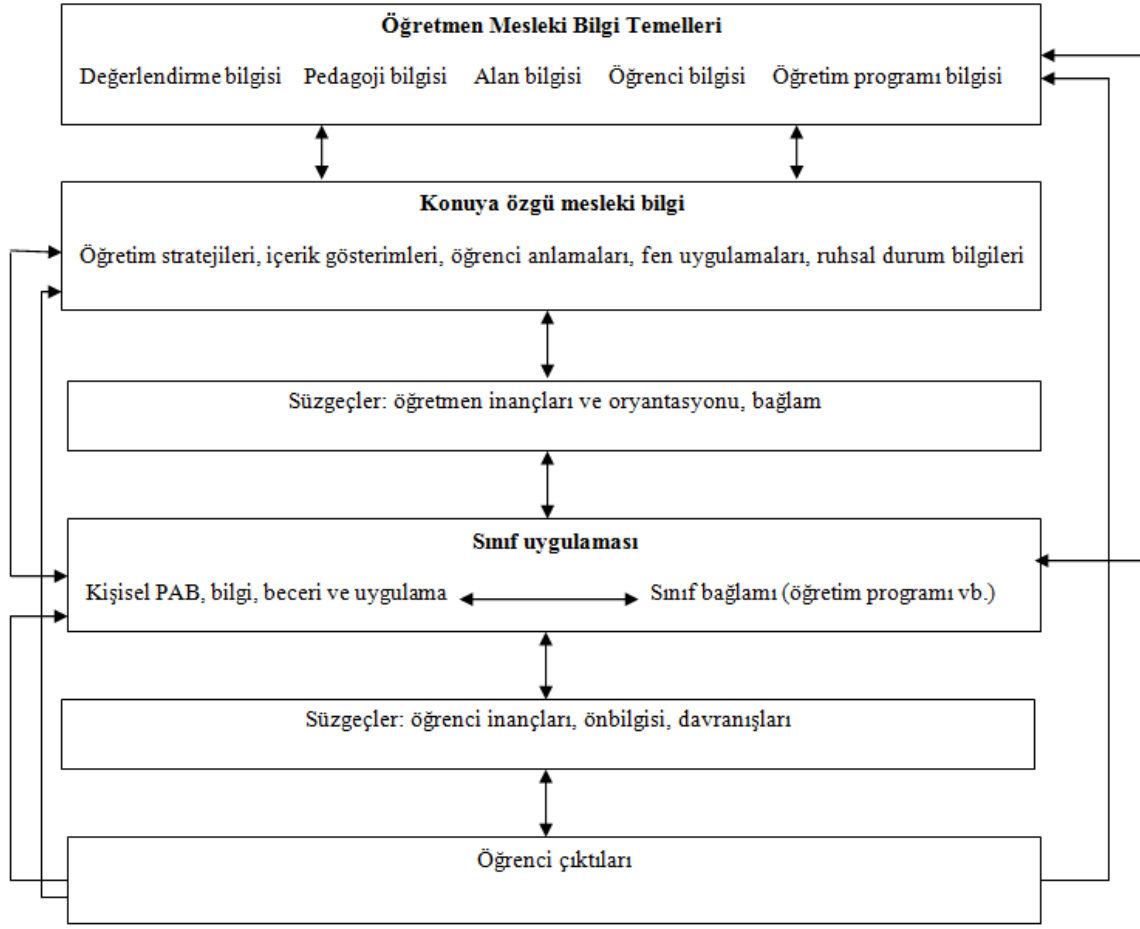 Öğretmen Mesleki Bilgi Temelleri
Değerlendirme bilgisi Pedagoji bilgisi Alan bilgisi Öğrenci bilgisi Öğretim programı bilgisi
Konuya özgü mesleki bilgi
Öğretim stratejileri, içerik gösterimleri, öğrenci anlamaları, fen uygulamaları, ruhsal durum bilgileri
Süzgeçler: öğretmen inançları ve oryantasyonu, bağlam
Sınıf uygulaması
Kişisel PAB, bilgi, beceri ve uygulama Sınıf bağlamı (öğretim programı vb.)
Süzgeçler: öğrenci inançları, önbilgisi, davranışları
Öğrenci çıktıları